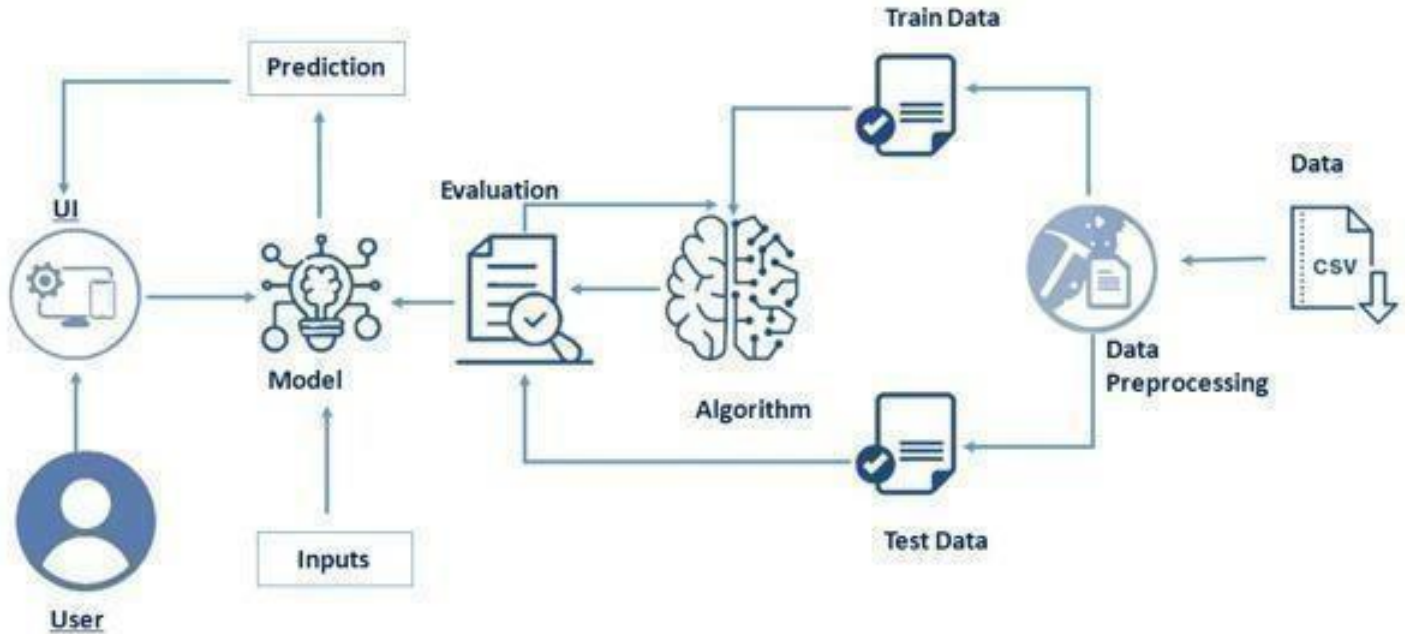 Train Data
Prediction
Data
Evaluation
UI
CSV
Model
Data
Preprocessing
Algorithm
Test Data
Inputs
User